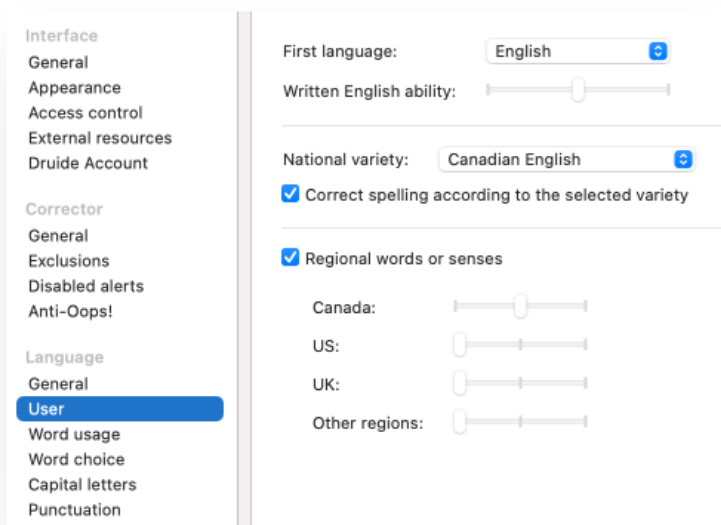 Interface
General
Appearance
Access control
External resources
Druide Account
Corrector
General
Exclusions
Disabled alerts
Anti-Oops!
Language
General
User
Word usage
Word choice
Capital letters
Punctuation
First language: English
Written English ability:
National variety: Canadian English
Correct spelling according to the selected variety
Regional words or senses
Canada:
US:
UK:
Other regions: